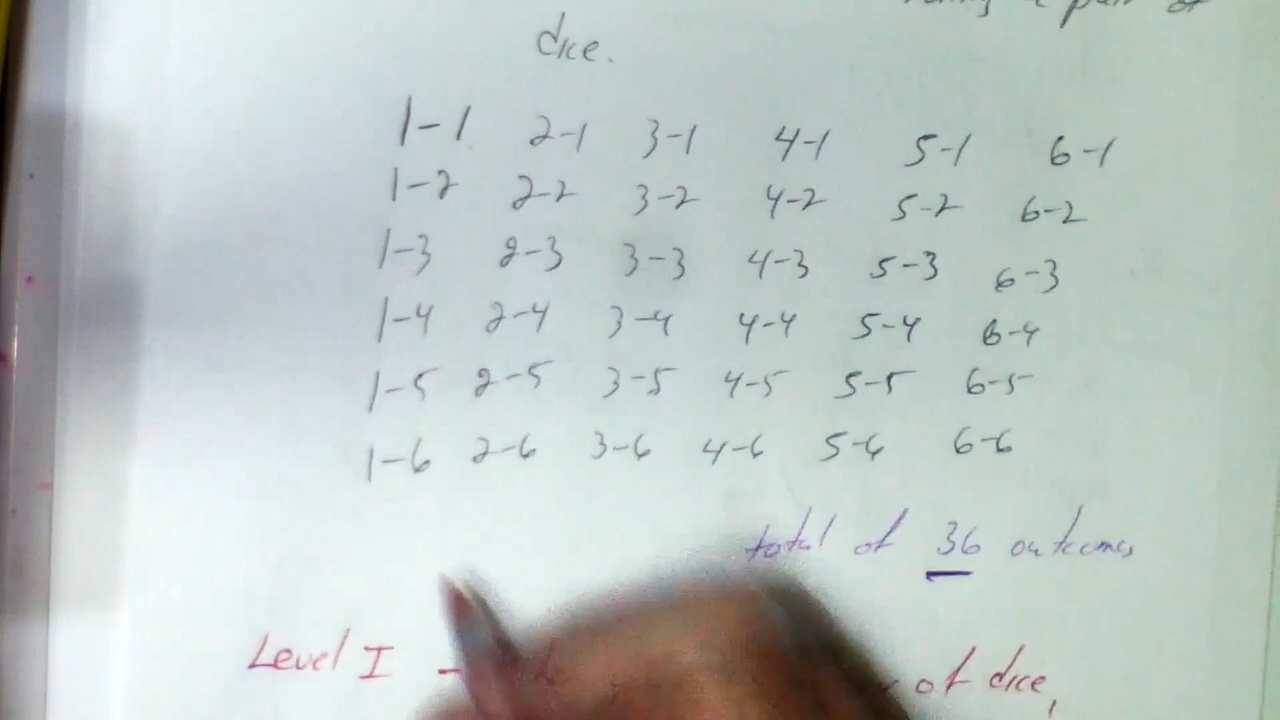 a pair of
dice.
1-1 2-1 3-1 4-1 5-1 6-1
1-2 2-2 3-2 4-2 5-2 6-2
1-3 2-3 3-3 4-3 5-3 6-3
1-4 2-4 3-4 4-4 5-4 6-4
1-5 2-5 3-5 4-5 5-5 6-5
1-6 2-6 3-6 4-6 5-6 6-6
total of 36 outcomes
Level I - of dice,